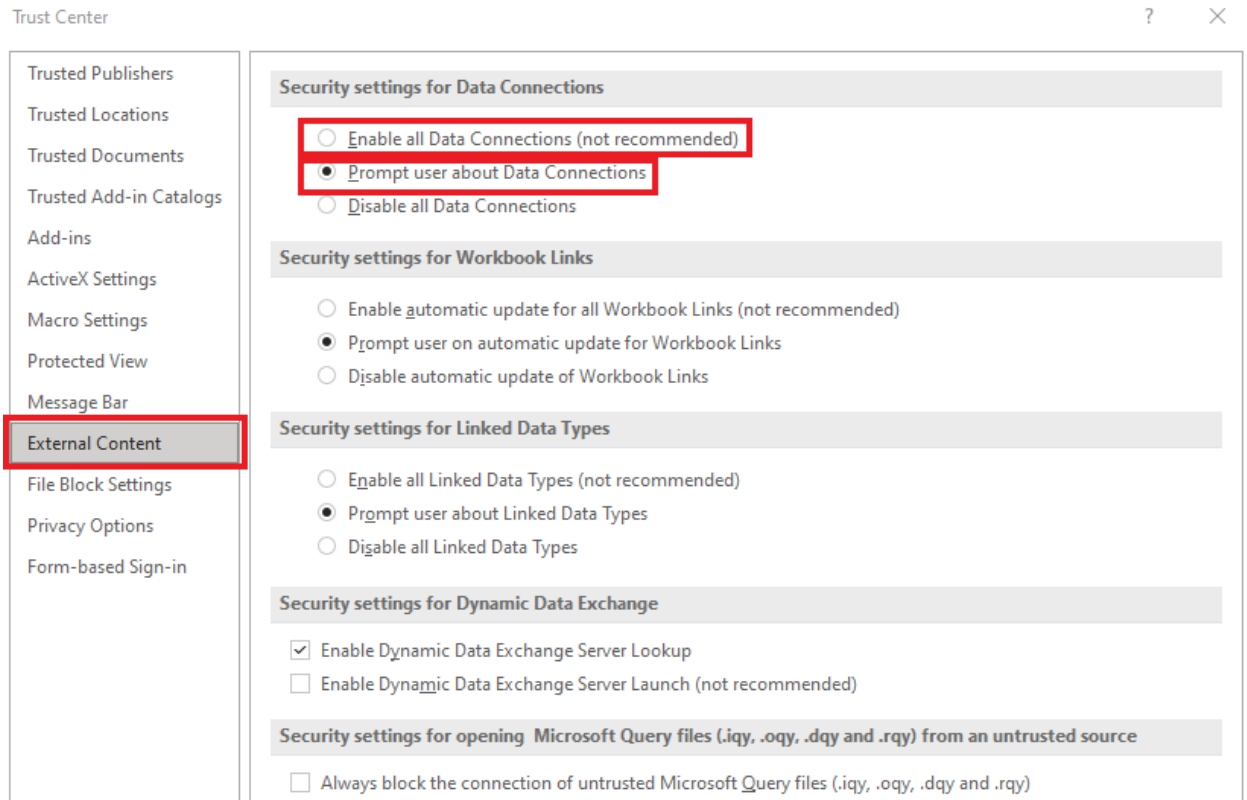 Trust Center
?
Trusted Publishers
Trusted Locations
Trusted Documents
Trusted Add-in Catalogs
Add-ins
ActiveX Settings
Macro Settings
Protected View
Message Bar
External Content
File Block Settings
Privacy Options
Form-based Sign-in
Security settings for Data Connections
Enable all Data Connections (not recommended)
Prompt user about Data Connections
Disable all Data Connections
Security settings for Workbook Links
Enable automatic update for all Workbook Links (not recommended)
Prompt user on automatic update for Workbook Links
Disable automatic update of Workbook Links
Security settings for Linked Data Types
Enable all Linked Data Types (not recommended)
Prompt user about Linked Data Types
Disable all Linked Data Types
Security settings for Dynamic Data Exchange
Enable Dynamic Data Exchange Server Lookup
Enable Dynamic Data Exchange Server Launch (not recommended)
Security settings for opening  Microsoft Query files (.iqy, .oqy, .dqy and .rqy) from an untrusted source
Always block the connection of untrusted Microsoft Query files (.iqy, .oqy, .dqy and .rqy)